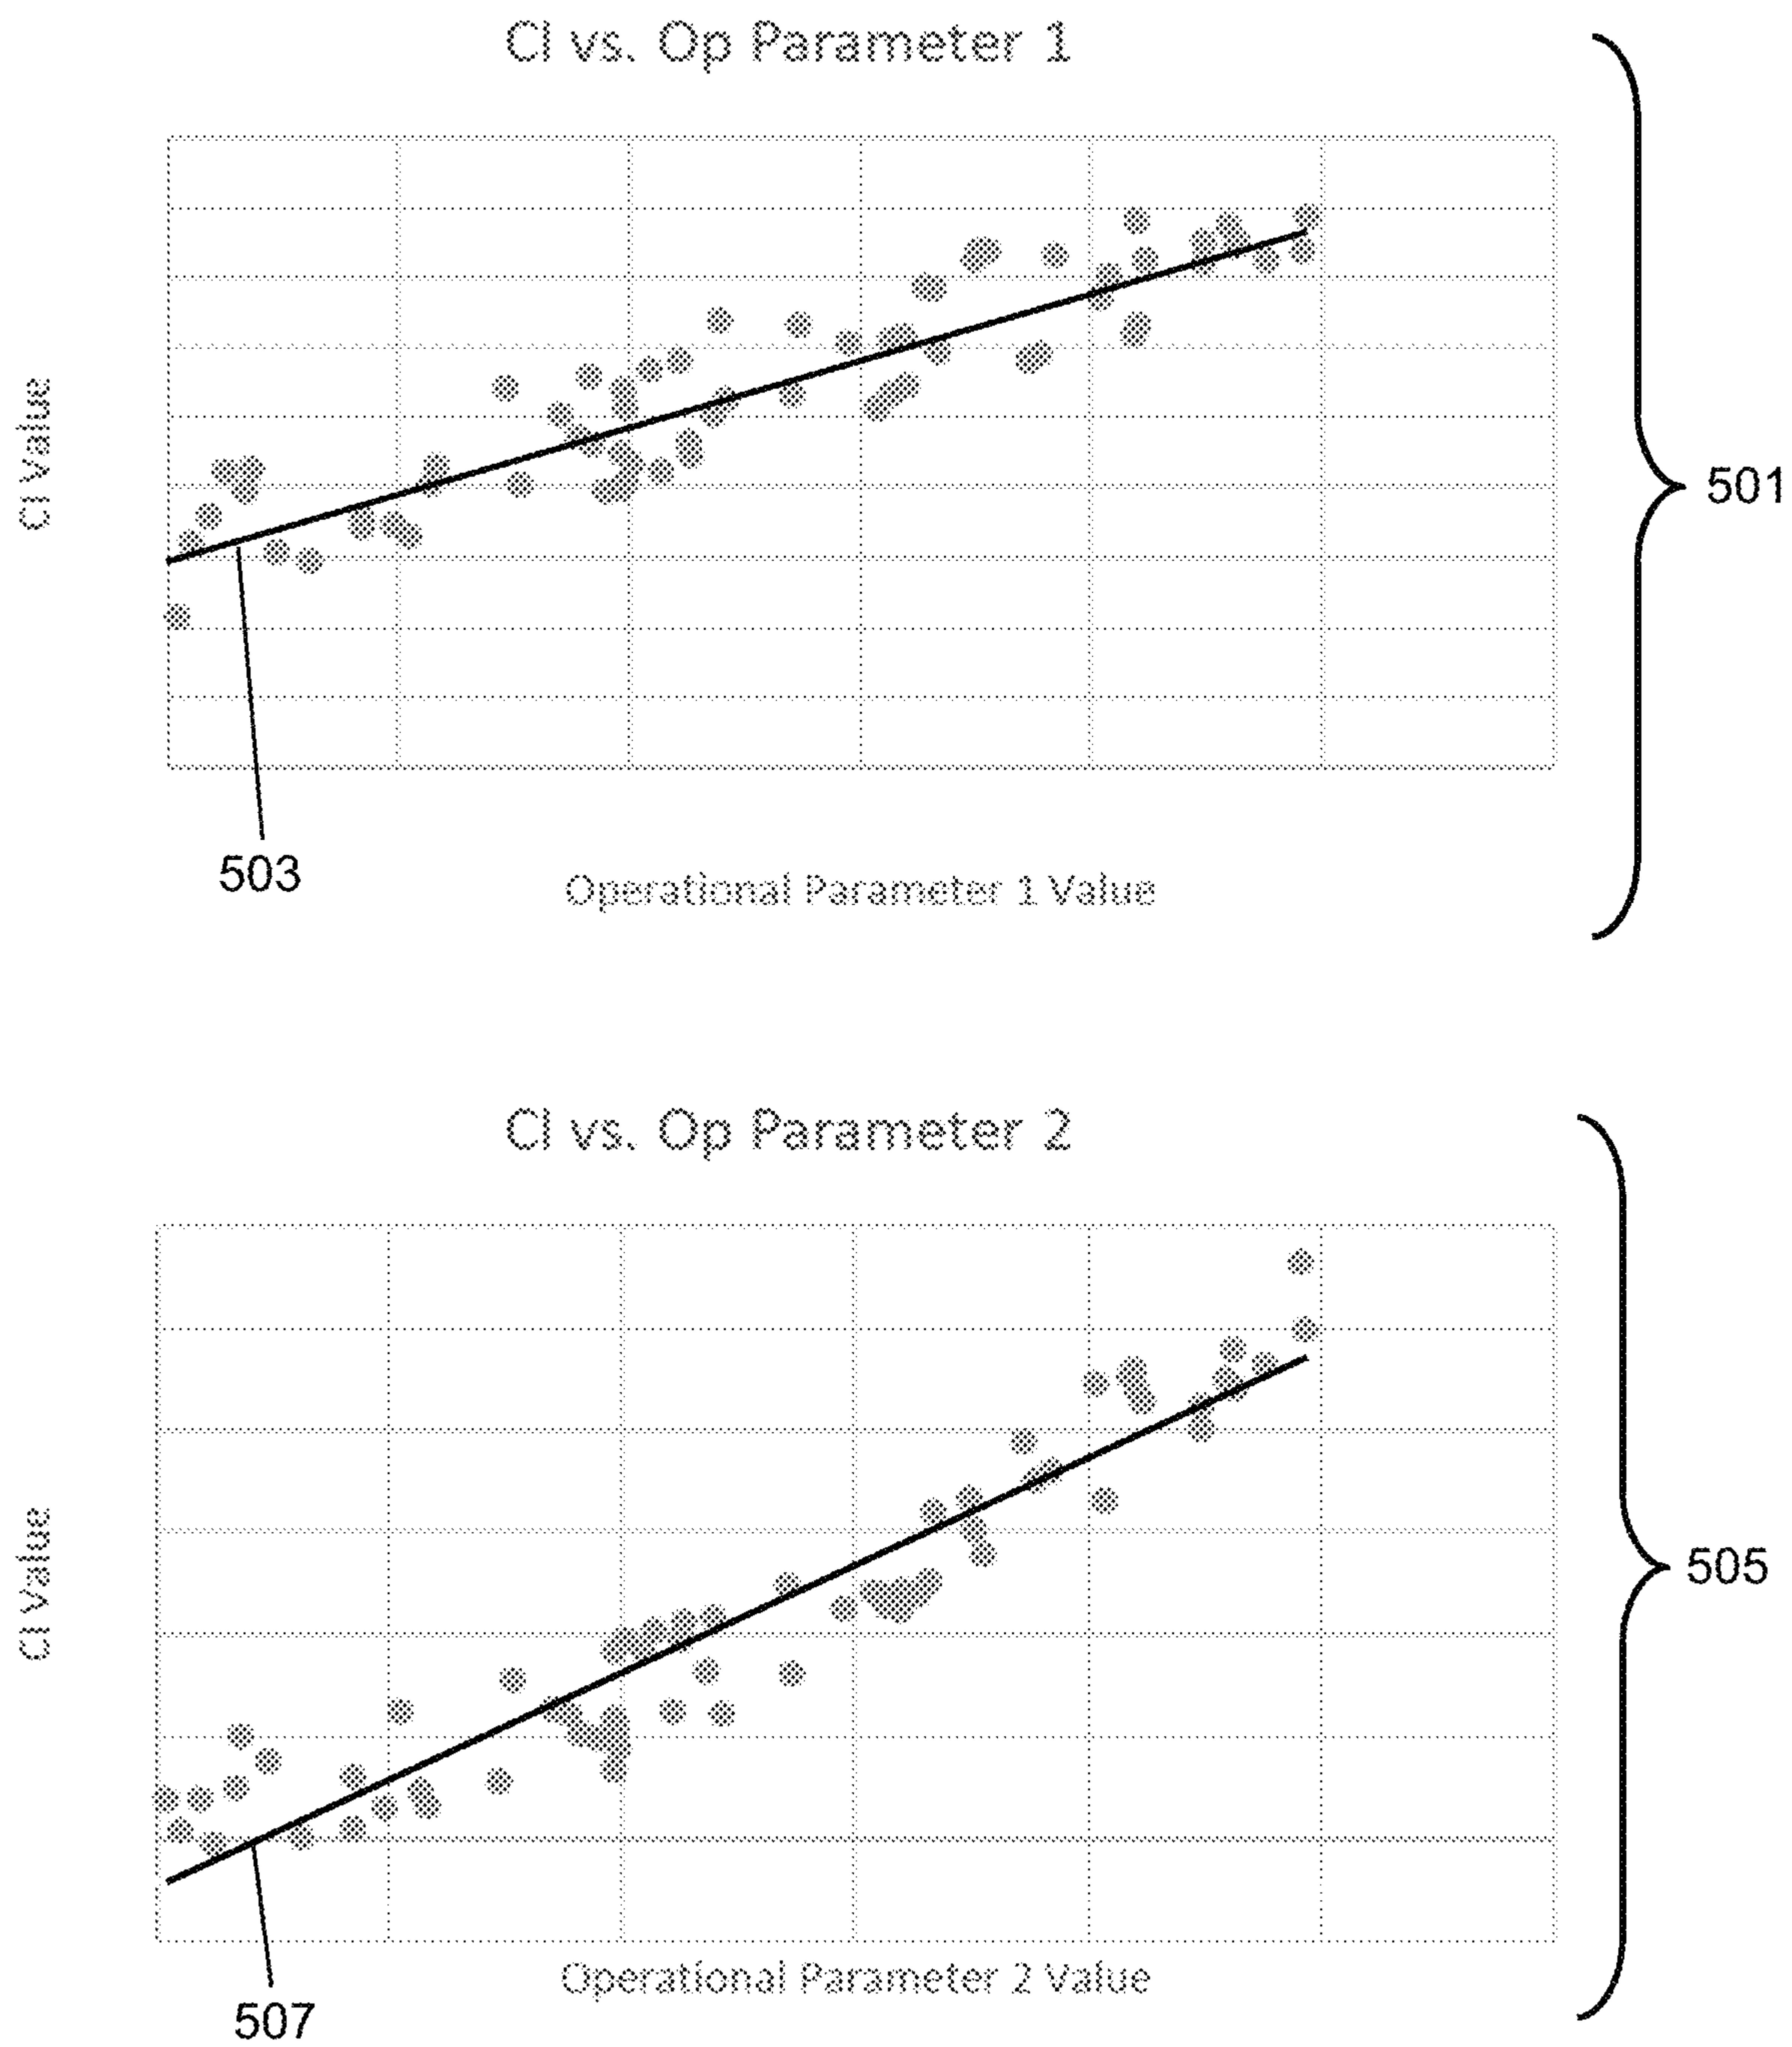 CI vs. Op Parameter 1
CI Value
501
503
Operational Parameter 1 Value
CI vs. Op Parameter 2
CI Value
505
Operational Parameter 2 Value
507